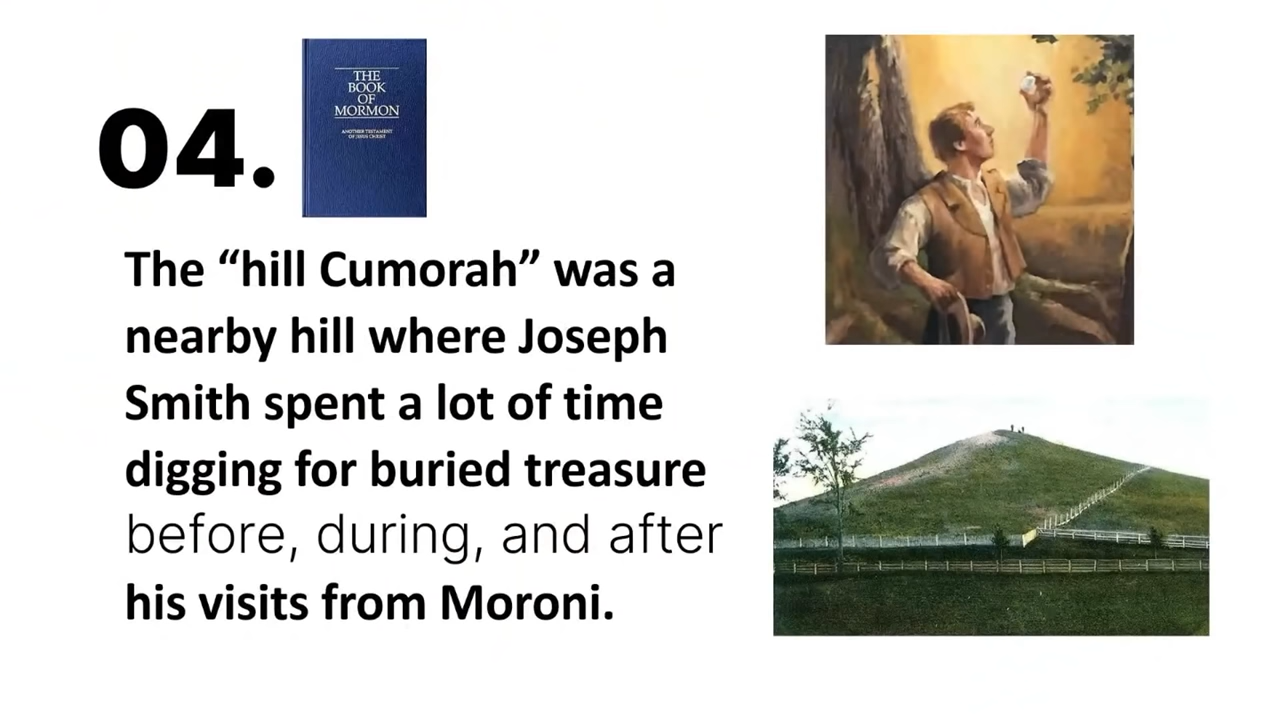 04.
THE
BOOK
OF
MORMON
ANOTHER TESTAMENT
OF JESUS CHRIST
The “hill Cumorah” was a
nearby hill where Joseph
Smith spent a lot of time
digging for buried treasure
before, during, and after
his visits from Moroni.